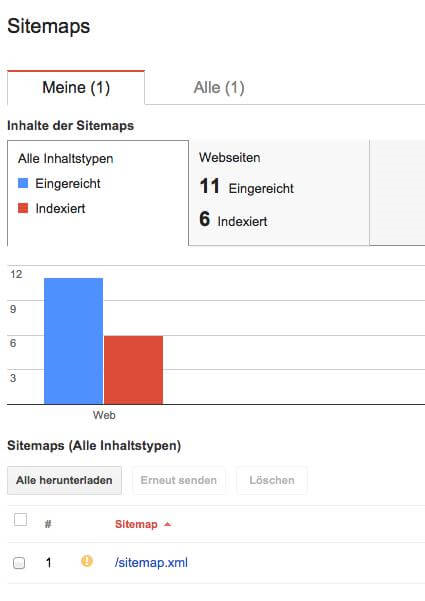 Sitemaps
Meine (1) Alle (1)
Inhalte der Sitemaps
Alle Inhaltstypen
Eingereicht
Indexiert
Webseiten
11 Eingereicht
6 Indexiert
12
9
6
3
Web
Sitemaps (Alle Inhaltstypen)
Alle herunterladen Erneut senden Löschen
# Sitemap
1 /sitemap.xml